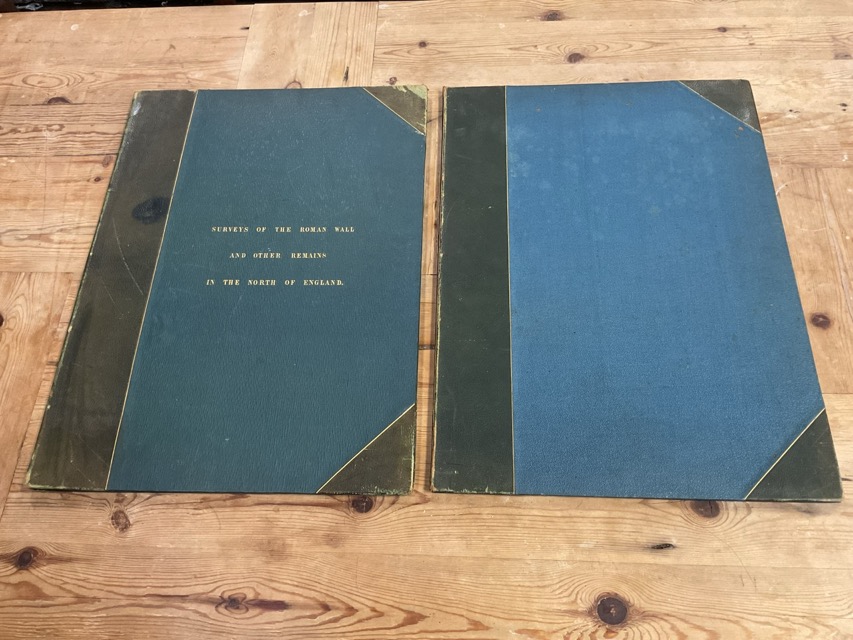 SURVEYS OF THE ROMAN WALL
AND OTHER REMAINS
IN THE NORTH OF ENGLAND.